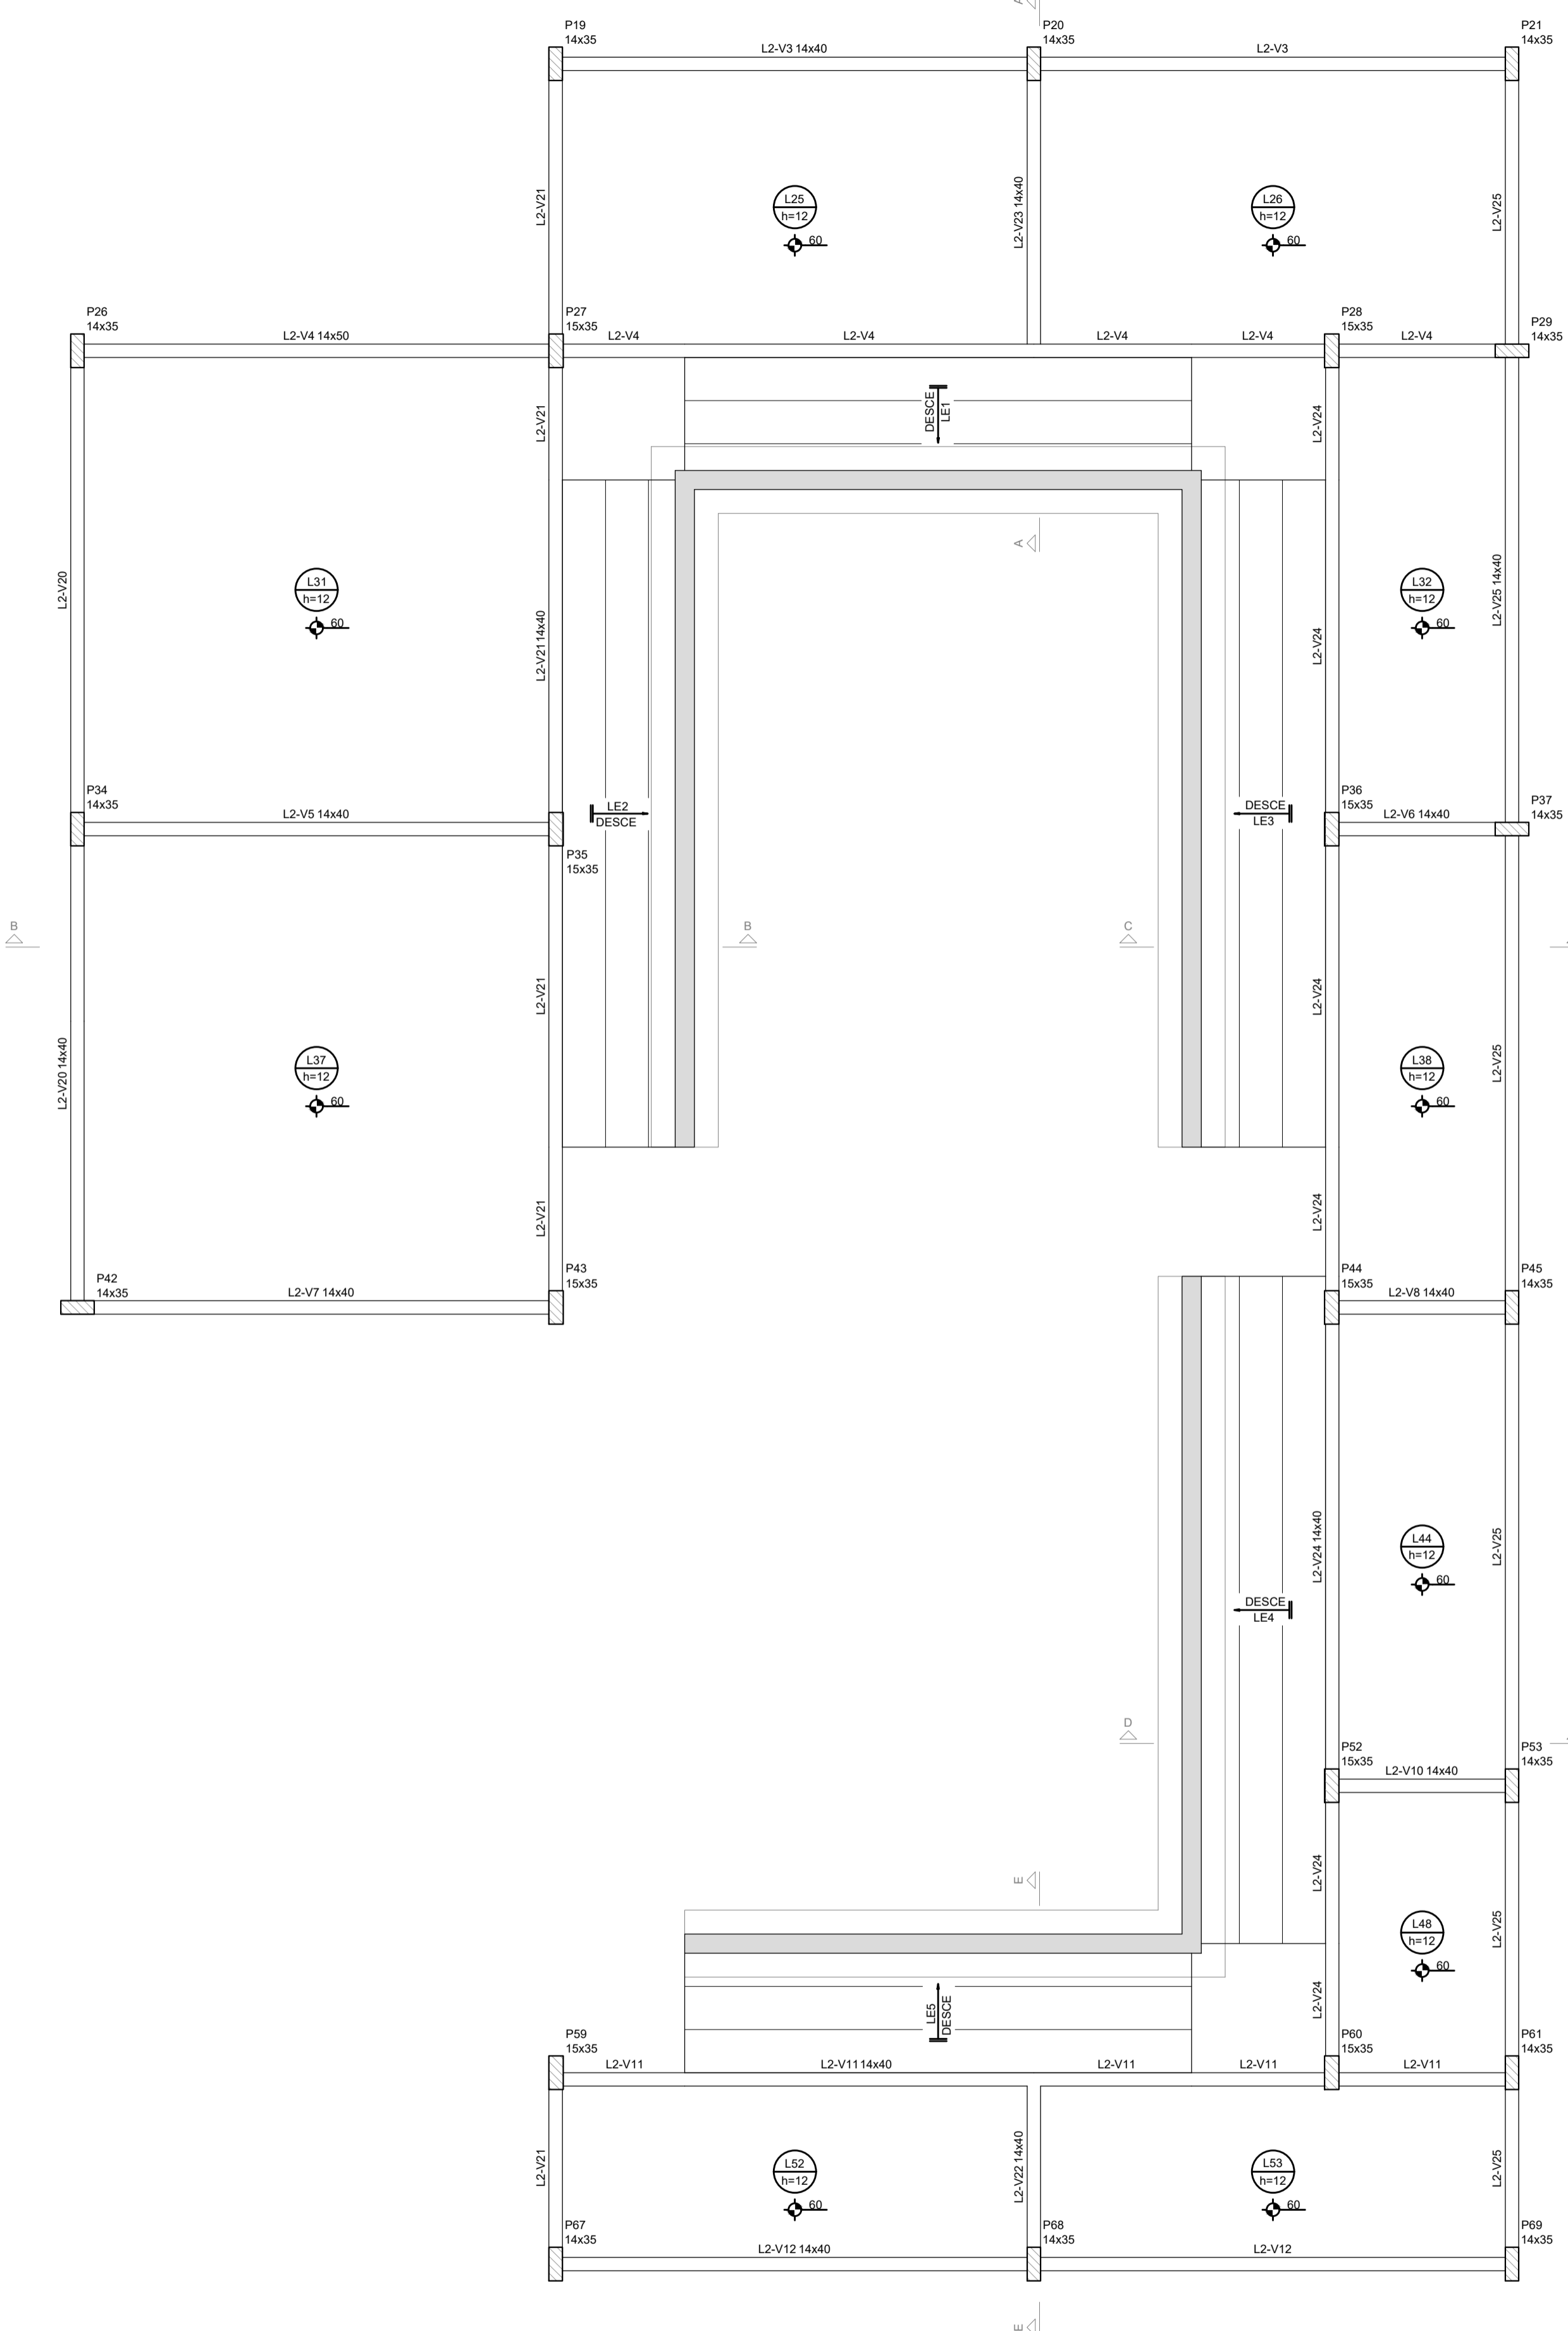 A
P19
14x35
L2-V3 14x40
P20
14x35
L2-V3
P21
14x35
L2-V21
L25
h=12
60
L2-V23 14x40
L26
h=12
60
L2-V25
P26
14x35
L2-V4 14x50
P27
15x35
L2-V4
L2-V4
L2-V4
L2-V4
P28
15x35
L2-V4
P29
14x35
L2-V21
DESCE
LE1
L2-V24
A
L2-V20
L31
h=12
60
L2-V21 14x40
L2-V24
L32
h=12
60
L2-V25 14x40
P34
14x35
L2-V5 14x40
LE2
DESCE
DESCE
LE3
P36
15x35
L2-V6 14x40
P37
14x35
P35
15x35
B
B
C
L2-V21
L2-V24
L2-V20 14x40
L37
h=12
60
L38
h=12
60
L2-V25
L2-V21
L2-V24
P42
14x35
L2-V7 14x40
P43
15x35
P44
15x35
L2-V8 14x40
P45
14x35
L2-V24 14x40
L44
h=12
60
L2-V25
DESCE
LE4
D
P52
15x35
L2-V10 14x40
P53
14x35
E
L2-V24
L48
h=12
60
L2-V25
LE5
DESCE
L2-V24
P59
15x35
L2-V11
L2-V11 14x40
L2-V11
L2-V11
P60
15x35
L2-V11
P61
14x35
L2-V21
L52
h=12
60
L2-V22 14x40
L53
h=12
60
L2-V25
P67
14x35
L2-V12 14x40
P68
14x35
L2-V12
P69
14x35
E